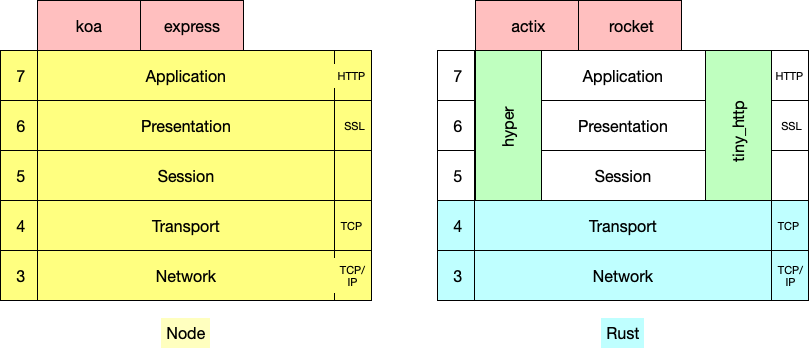 koa express
7 Application HTTP
6 Presentation SSL
5 Session
4 Transport TCP
3 Network TCP/
IP
Node
actix rocket
7 Application HTTP
6 Presentation SSL
5 Session
hyper
tiny_http
4 Transport TCP
3 Network TCP/
IP
Rust